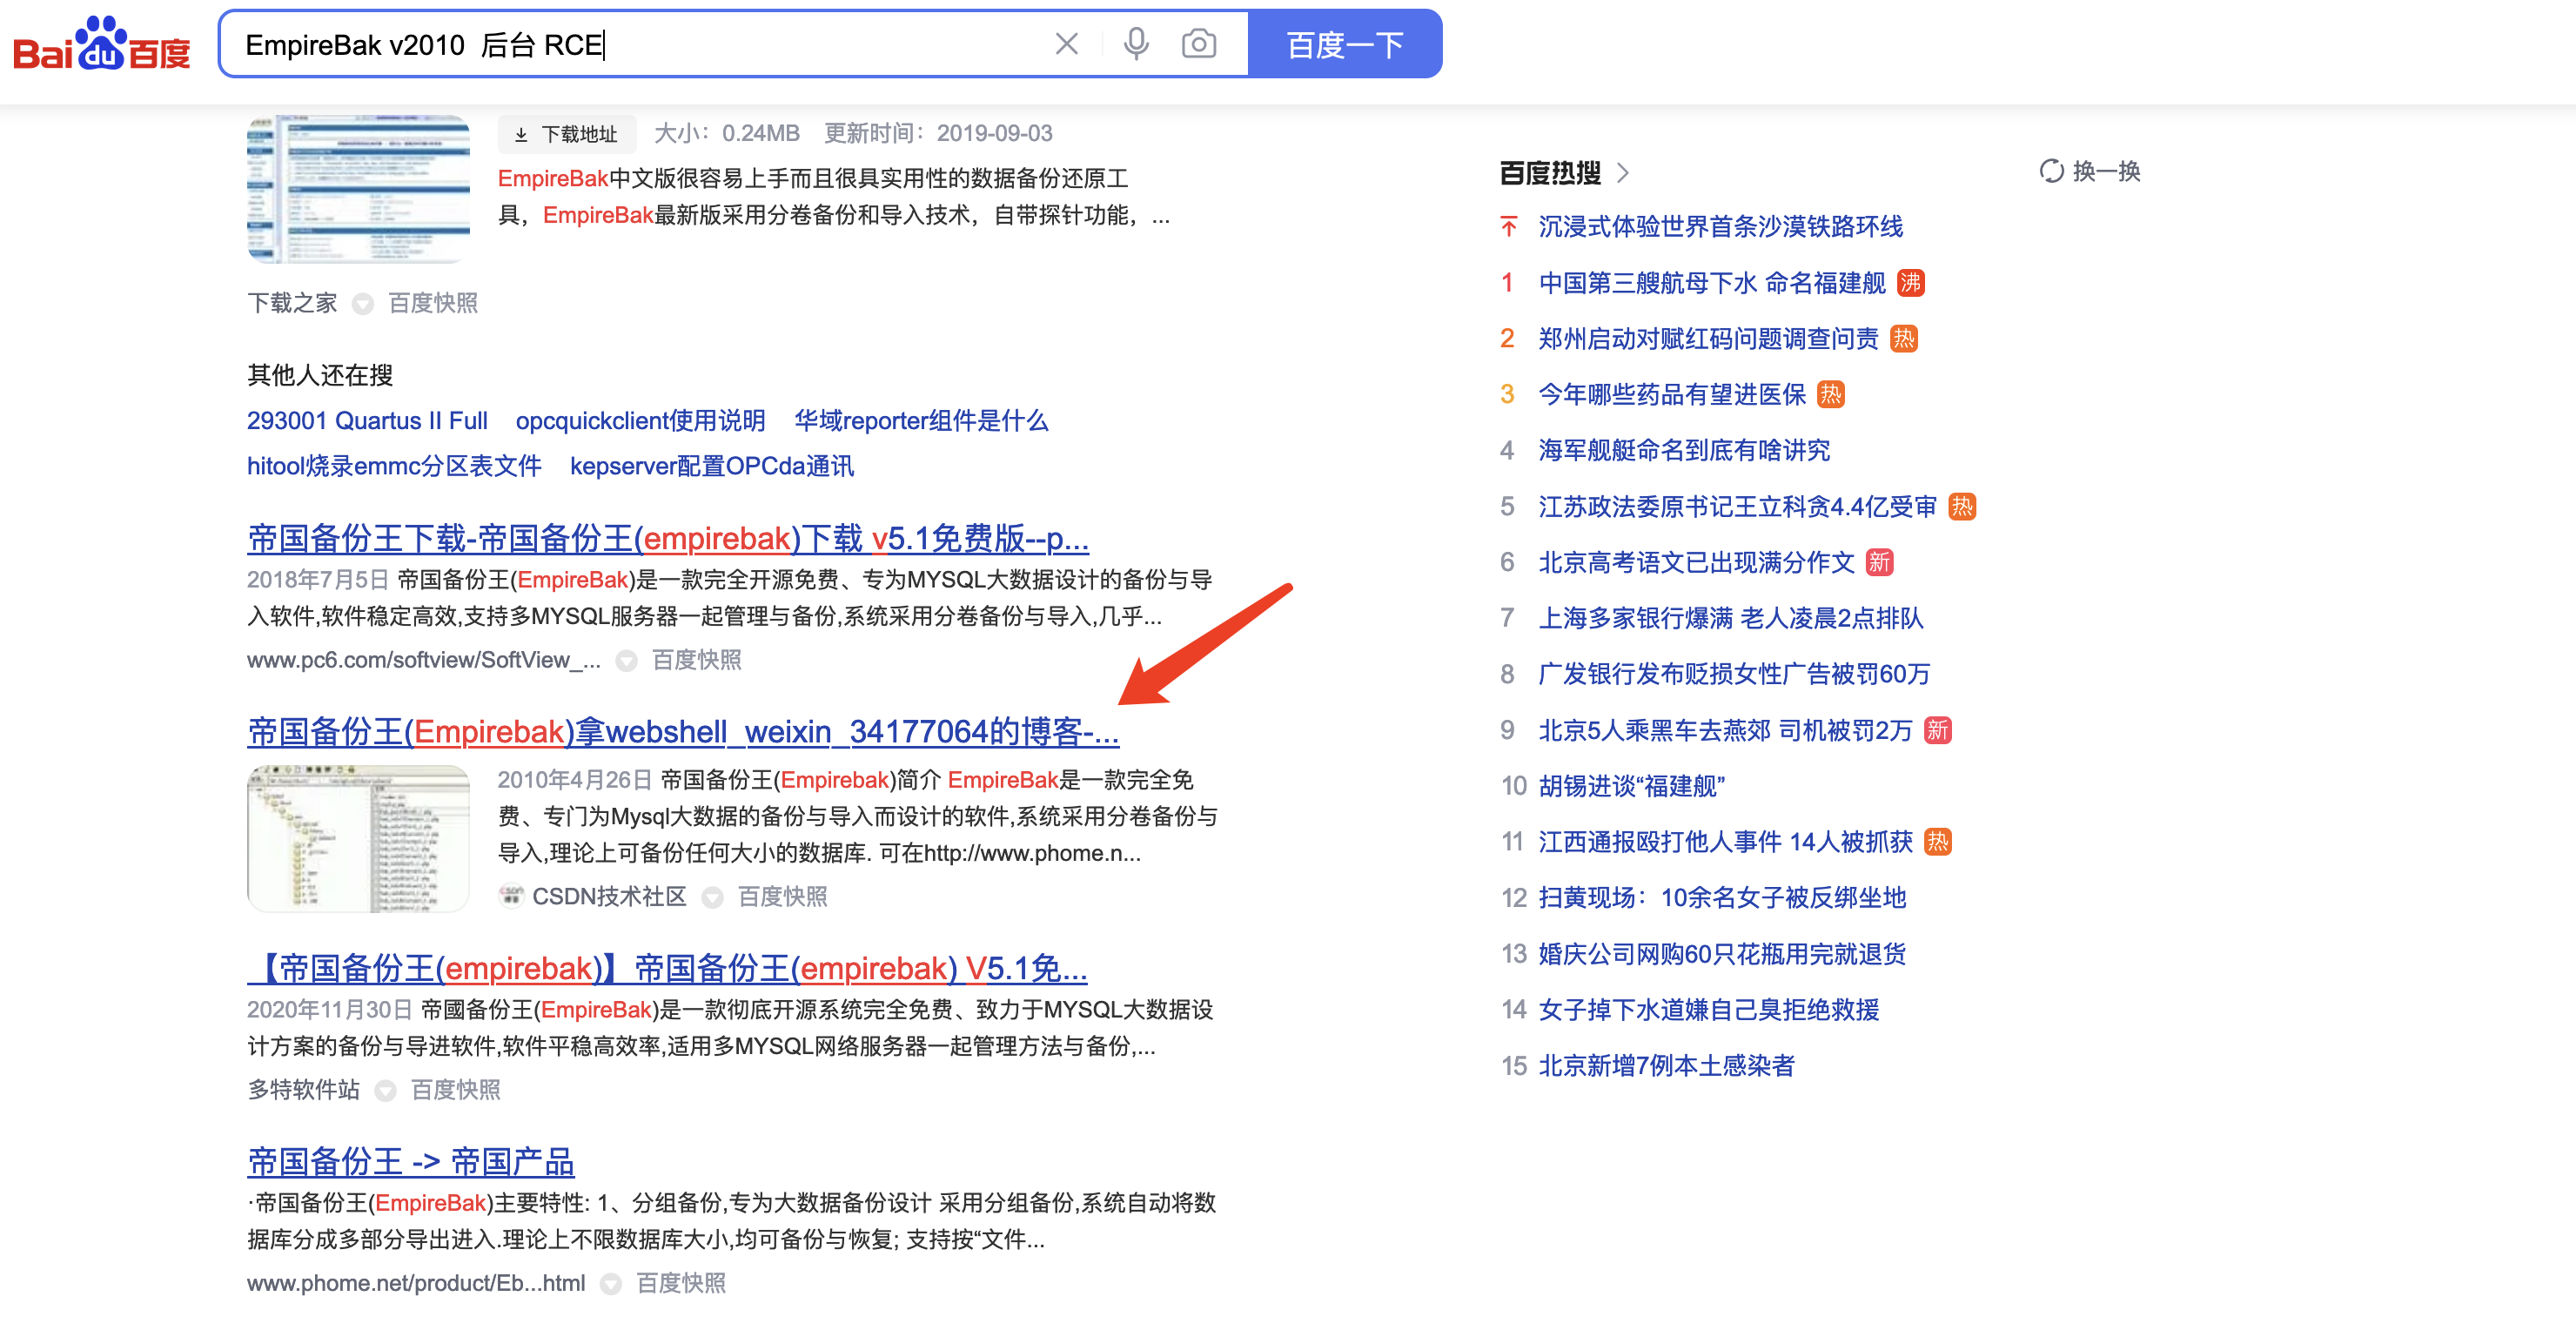 Bai du 百度
EmpireBak v2010  后台 RCE
百度一下
下载地址 大小：0.24MB 更新时间：2019-09-03
EmpireBak中文版很容易上手而且很具实用性的数据备份还原工
具，EmpireBak最新版采用分卷备份和导入技术，自带探针功能，...
下载之家 百度快照
其他人还在搜
293001 Quartus II Full opcquickclient使用说明 华域reporter组件是什么
hitool烧录emmc分区表文件 kepserver配置OPCda通讯
帝国备份王下载-帝国备份王(empirebak)下载 v5.1免费版--p...
2018年7月5日 帝国备份王(EmpireBak)是一款完全开源免费、专为MYSQL大数据设计的备份与导
入软件,软件稳定高效,支持多MYSQL服务器一起管理与备份,系统采用分卷备份与导入,几乎...
www.pc6.com/softview/SoftView_... 百度快照
帝国备份王(Empirebak)拿webshell_weixin_34177064的博客-...
2010年4月26日 帝国备份王(Empirebak)简介 EmpireBak是一款完全免
费、专门为Mysql大数据的备份与导入而设计的软件,系统采用分卷备份与
导入,理论上可备份任何大小的数据库. 可在http://www.phome.n...
CSDN技术社区 百度快照
【帝国备份王(empirebak)】帝国备份王(empirebak) V5.1免...
2020年11月30日 帝國备份王(EmpireBak)是一款彻底开源系统完全免费、致力于MYSQL大数据设
计方案的备份与导进软件,软件平稳高效率,适用多MYSQL网络服务器一起管理方法与备份,...
多特软件站 百度快照
帝国备份王 -> 帝国产品
·帝国备份王(EmpireBak)主要特性: 1、分组备份,专为大数据备份设计 采用分组备份,系统自动将数
据库分成多部分导出进入.理论上不限数据库大小,均可备份与恢复; 支持按“文件...
www.phome.net/product/Eb...html 百度快照
百度热搜
换一换
沉浸式体验世界首条沙漠铁路环线
1 中国第三艘航母下水 命名福建舰 沸
2 郑州启动对赋红码问题调查问责 热
3 今年哪些药品有望进医保 热
4 海军舰艇命名到底有啥讲究
5 江苏政法委原书记王立科贪4.4亿受审 热
6 北京高考语文已出现满分作文 新
7 上海多家银行爆满 老人凌晨2点排队
8 广发银行发布贬损女性广告被罚60万
9 北京5人乘黑车去燕郊 司机被罚2万 新
10 胡锡进谈“福建舰”
11 江西通报殴打他人事件 14人被抓获 热
12 扫黄现场：10余名女子被反绑坐地
13 婚庆公司网购60只花瓶用完就退货
14 女子掉下水道嫌自己臭拒绝救援
15 北京新增7例本土感染者